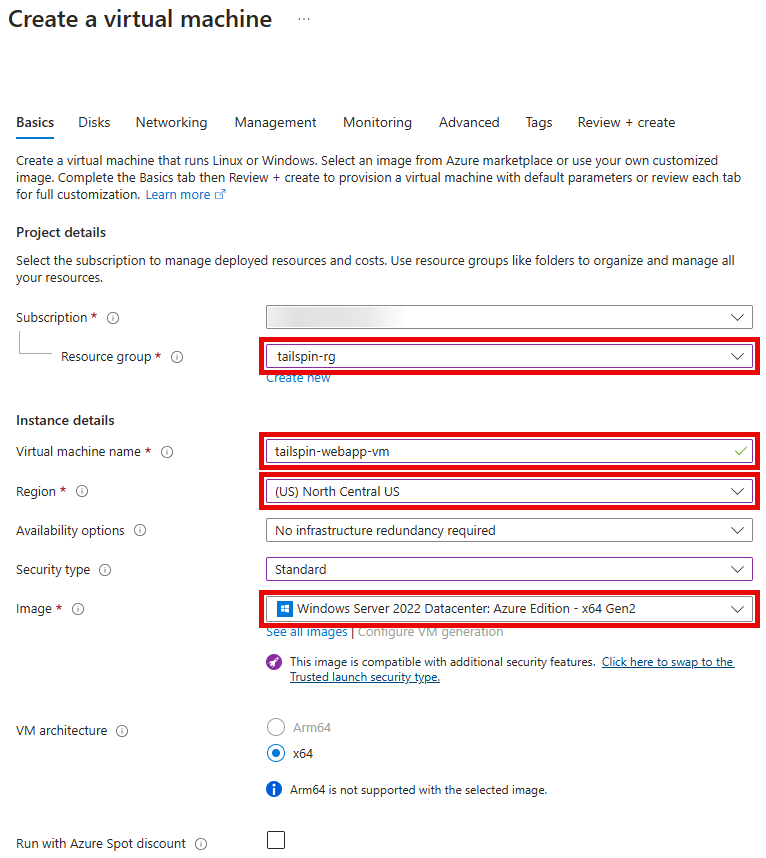 Create a virtual machine ...
Basics Disks Networking Management Monitoring Advanced Tags Review + create
Create a virtual machine that runs Linux or Windows. Select an image from Azure marketplace or use your own customized
image. Complete the Basics tab then Review + create to provision a virtual machine with default parameters or review each tab
for full customization. Learn more
Project details
Select the subscription to manage deployed resources and costs. Use resource groups like folders to organize and manage all
your resources.
Subscription *
Resource group * tailspin-rg
Create new
Instance details
Virtual machine name * tailspin-webapp-vm
Region * (US) North Central US
Availability options No infrastructure redundancy required
Security type Standard
Image * Windows Server 2022 Datacenter: Azure Edition - x64 Gen2
See all images | Configure VM generation
This image is compatible with additional security features. Click here to swap to the
Trusted launch security type.
VM architecture
Arm64
x64
Arm64 is not supported with the selected image.
Run with Azure Spot discount